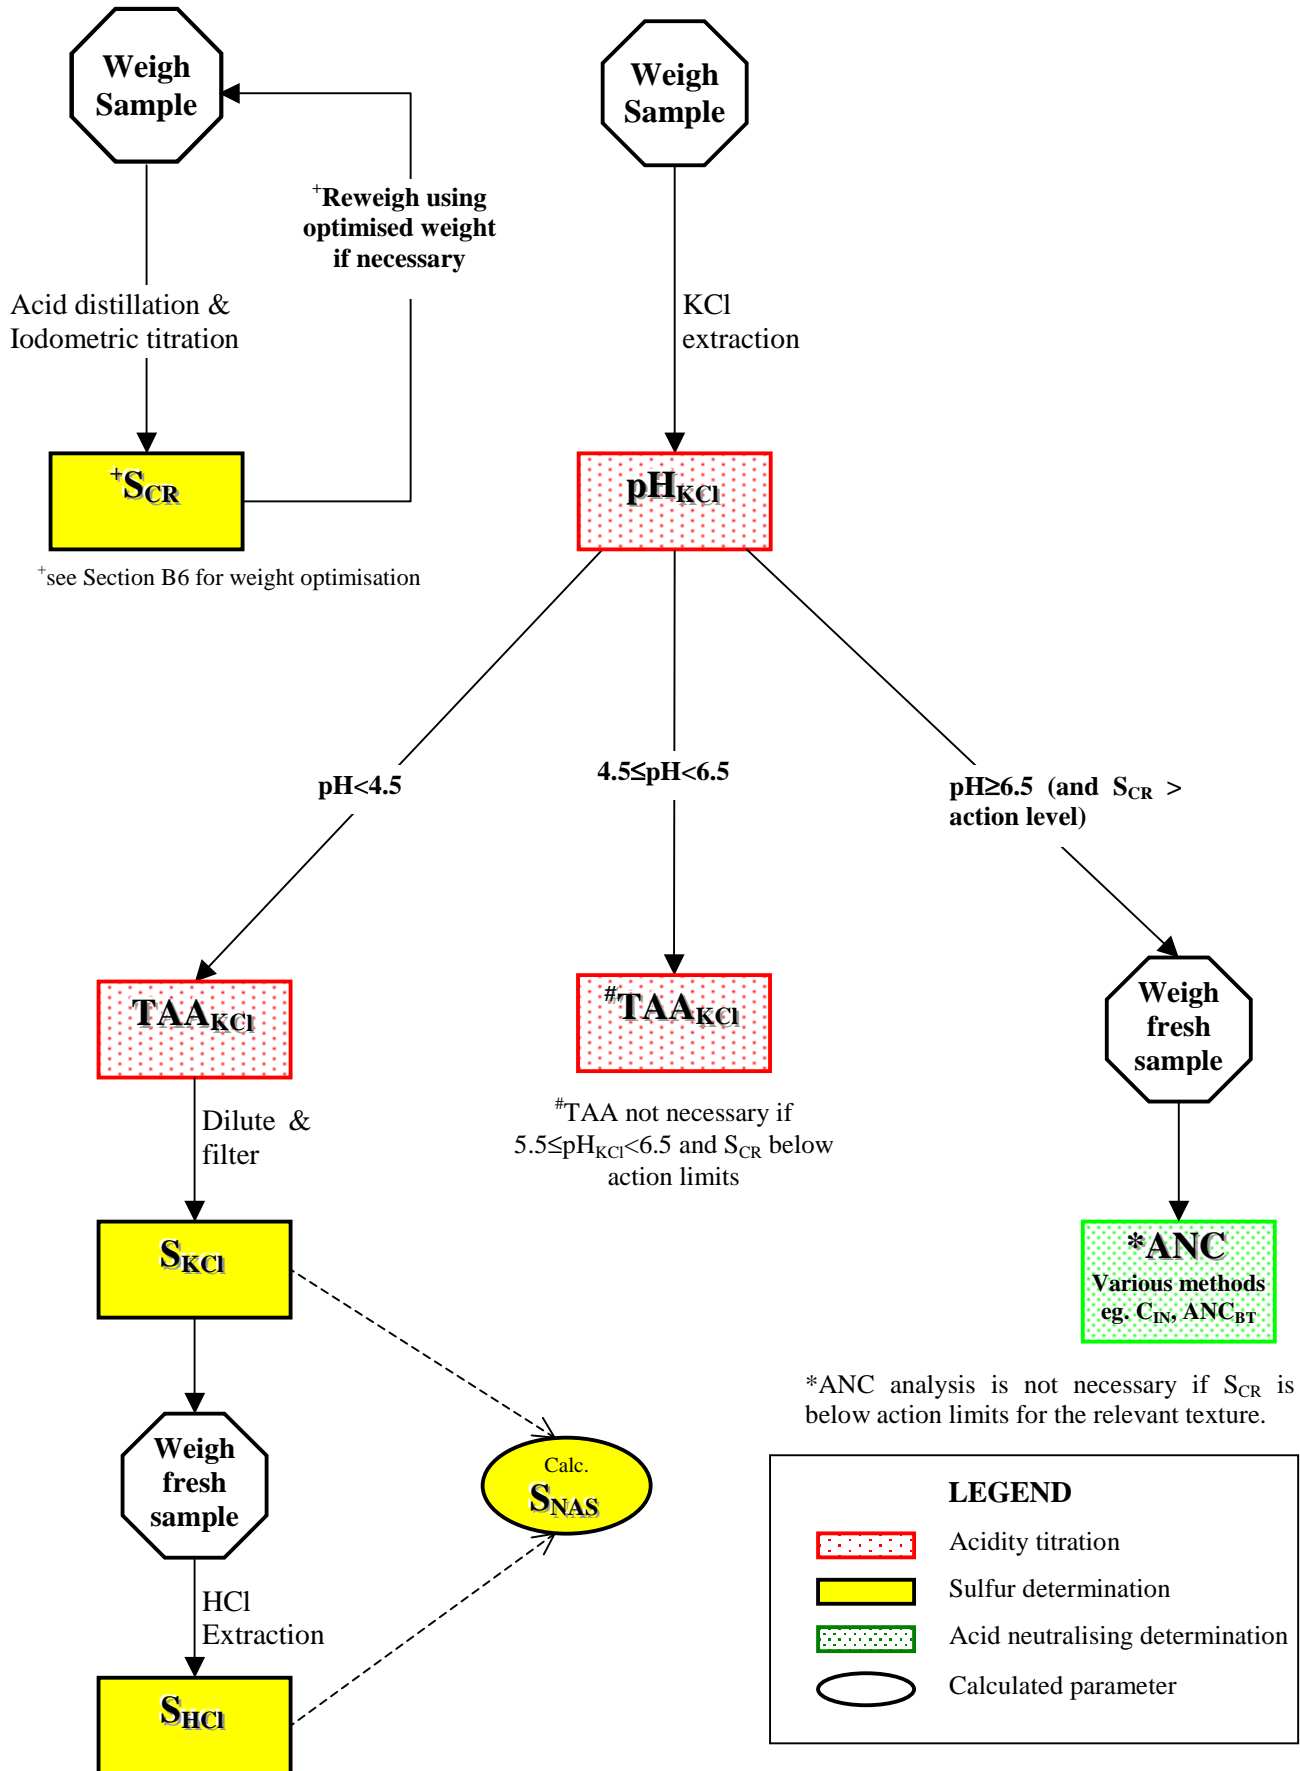 Weigh
Sample
Weigh
Sample
+Reweigh using
optimised weight
if necessary
Acid distillation &
Iodometric titration
KCl
extraction
+SCR
pHKCl
+see Section B6 for weight optimisation
pH<4.5
4.5≤pH<6.5
pH≥6.5 (and SCR >
action level)
TAAKCl
#TAAKCl
Weigh
fresh
sample
Dilute &
filter
#TAA not necessary if
5.5≤pHKCl<6.5 and SCR below
action limits
SKCl
*ANC
Various methods
eg. CIN, ANCBT
*ANC analysis is not necessary if SCR is
below action limits for the relevant texture.
Weigh
fresh
sample
Calc.
SNAS
HCl
Extraction
SHCl
LEGEND
Acidity titration
Sulfur determination
Acid neutralising determination
Calculated parameter